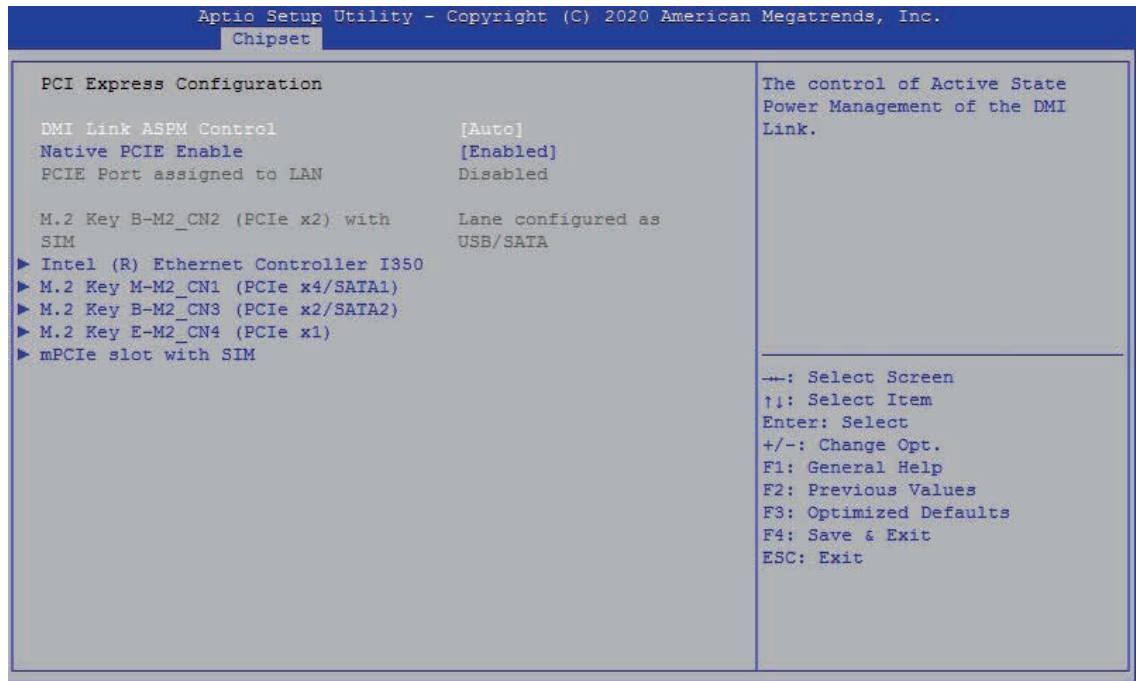 Aptio Setup Utility - Copyright (C) 2020 American Megatrends, Inc.
Chipset
PCI Express Configuration
DMI Link ASPM Control [Auto]
Native PCIE Enable [Enabled]
PCIE Port assigned to LAN Disabled
M.2 Key B-M2_CN2 (PCIe x2) with Lane configured as
SIM USB/SATA
▶ Intel (R) Ethernet Controller I350
▶ M.2 Key M-M2_CN1 (PCIe x4/SATA1)
▶ M.2 Key B-M2_CN3 (PCIe x2/SATA2)
▶ M.2 Key E-M2_CN4 (PCIe x1)
▶ mPCIe slot with SIM
The control of Active State
Power Management of the DMI
Link.
→←: Select Screen
↑↓: Select Item
Enter: Select
+/-: Change Opt.
F1: General Help
F2: Previous Values
F3: Optimized Defaults
F4: Save & Exit
ESC: Exit